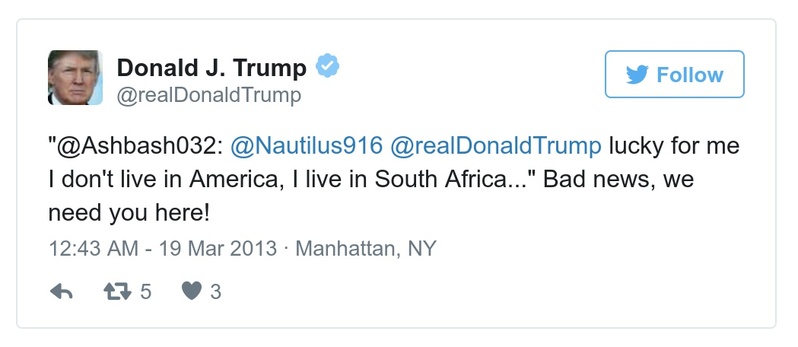 Donald J. Trump
@realDonaldTrump
Follow
"@Ashbash032: @Nautilus916 @realDonaldTrump lucky for me
I don't live in America, I live in South Africa..." Bad news, we
need you here!
12:43 AM - 19 Mar 2013 · Manhattan, NY
5 3